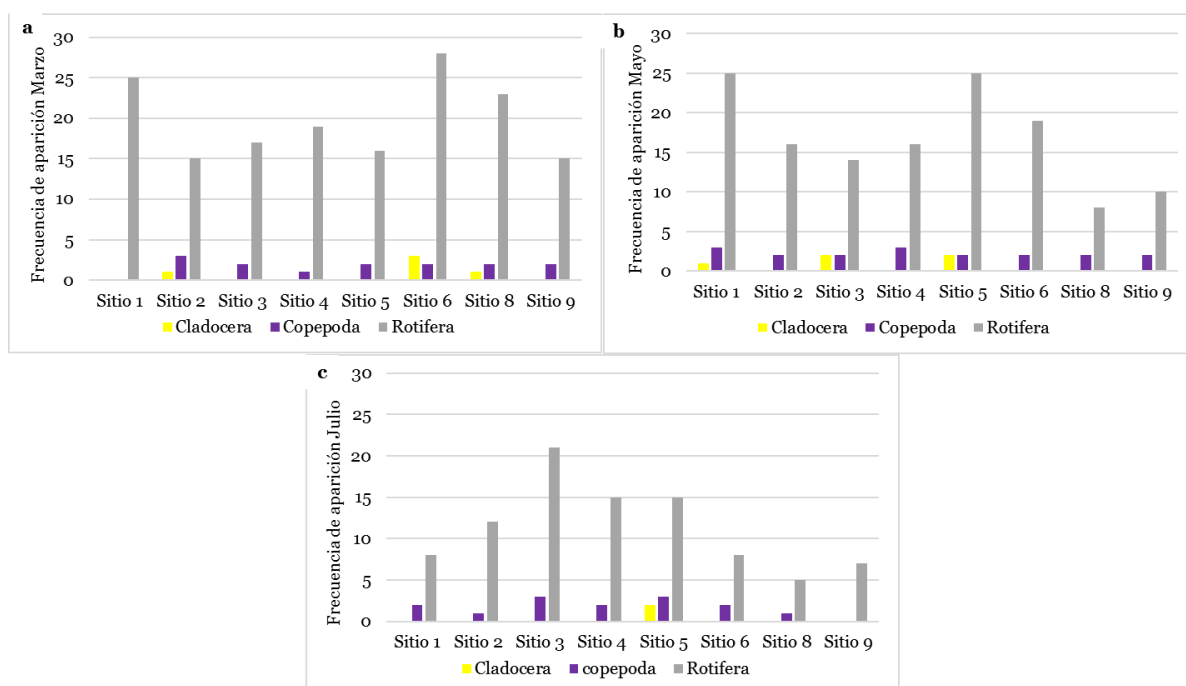 a
Frecuencia de aparición Marzo
30
25
20
15
10
5
0
Sitio 1 Sitio 2 Sitio 3 Sitio 4 Sitio 5 Sitio 6 Sitio 8 Sitio 9
Cladocera Copepoda Rotifera
b
Frecuencia de aparición Mayo
30
25
20
15
10
5
0
Sitio 1 Sitio 2 Sitio 3 Sitio 4 Sitio 5 Sitio 6 Sitio 8 Sitio 9
Cladocera Copepoda Rotifera
c
Frecuencia de aparición Julio
30
25
20
15
10
5
0
Sitio 1 Sitio 2 Sitio 3 Sitio 4 Sitio 5 Sitio 6 Sitio 8 Sitio 9
Cladocera copepoda Rotifera